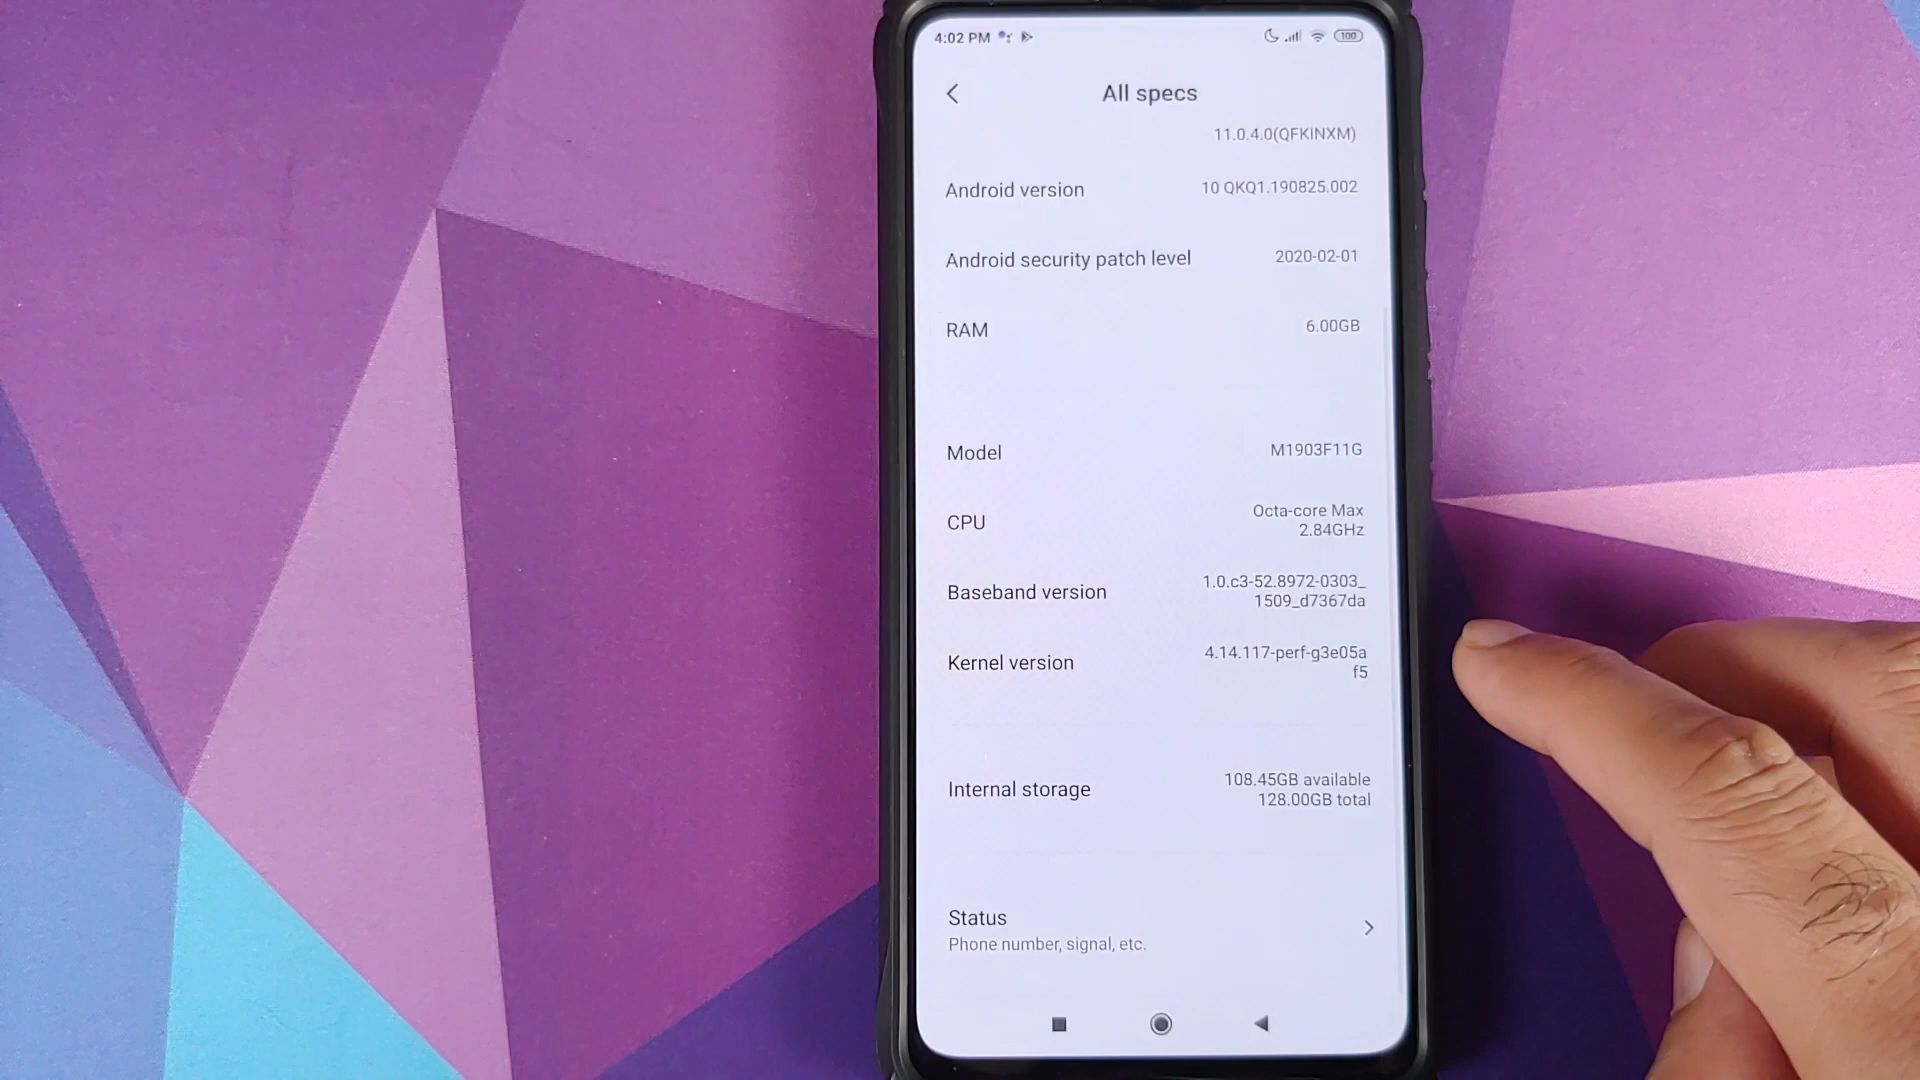 4:02 PM
100
All specs
11.0.4.0(QFKINXM)
Android version
10 QKQ1.190825.002
Android security patch level
2020-02-01
RAM
6.00GB
Model
M1903F11G
CPU
Octa-core Max
2.84GHz
Baseband version
1.0.c3-52.8972-0303_
1509_d7367da
Kernel version
4.14.117-perf-g3e05a
f5
Internal storage
108.45GB available
128.00GB total
Status
Phone number, signal, etc.